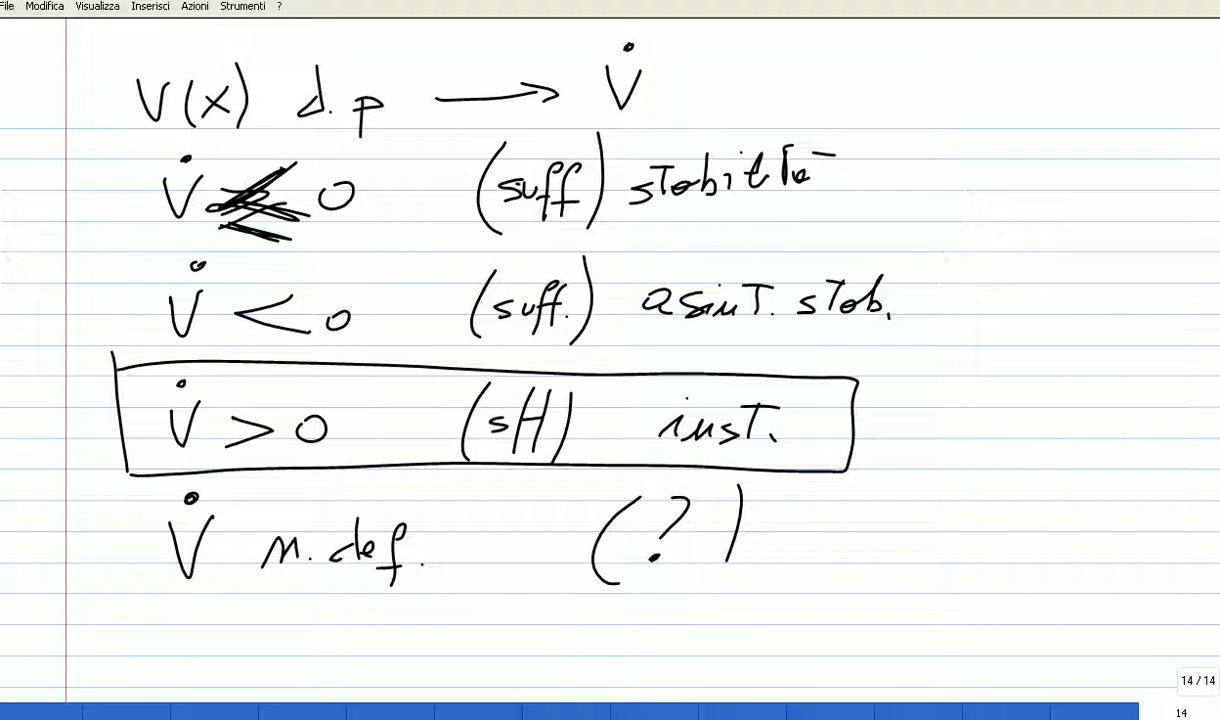 File Modifica Visualizza Inserisci Azioni Strumenti ?
V(x) d.p → V̇
V̇ ≤ 0 (suff) stabilità
V̇ < 0 (suff.) asint. stab.
V̇ > 0 (sH) inst.
V̇ n. def. (?)
14 / 14
14